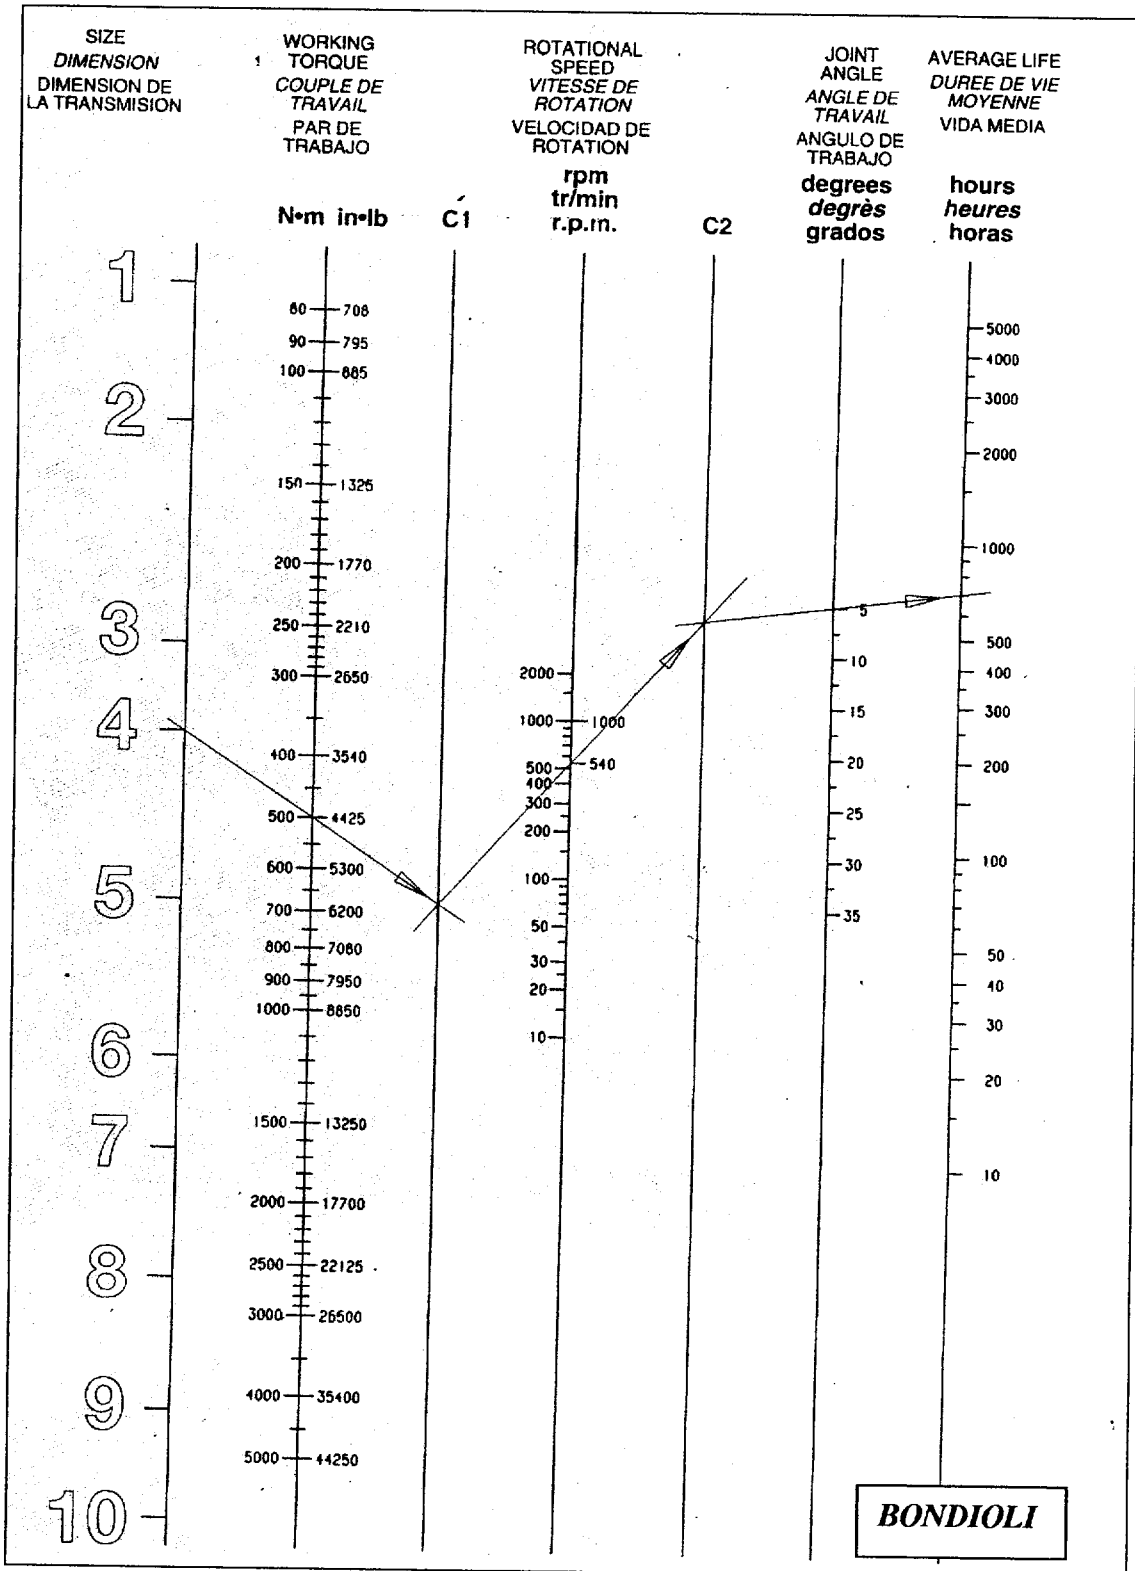 SIZE
DIMENSION
DIMENSION DE
LA TRANSMISION
WORKING
TORQUE
COUPLE DE
TRAVAIL
PAR DE
TRABAJO
N•m in•lb
C1
ROTATIONAL
SPEED
VITESSE DE
ROTATION
VELOCIDAD DE
ROTATION
rpm
tr/min
r.p.m.
C2
JOINT
ANGLE
ANGLE DE
TRAVAIL
ANGULO DE
TRABAJO
degrees
degrès
grados
AVERAGE LIFE
DUREE DE VIE
MOYENNE
VIDA MEDIA
hours
heures
horas
1
2
3
4
5
6
7
8
9
10
80 708
90 795
100 885
150 1325
200 1770
250 2210
300 2650
400 3540
500 4425
600 5300
700 6200
800 7080
900 7950
1000 8850
1500 13250
2000 17700
2500 22125
3000 26500
4000 35400
5000 44250
2000
1000 1000
500 540
400
300
200
100
50
30
20
10
5
10
15
20
25
30
35
5000
4000
3000
2000
1000
500
400
300
200
100
50
40
30
20
10
BONDIOLI